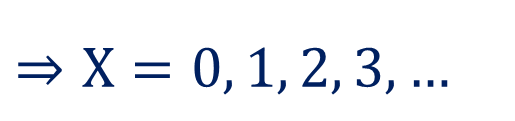 ⇒ X = 0, 1, 2, 3, …